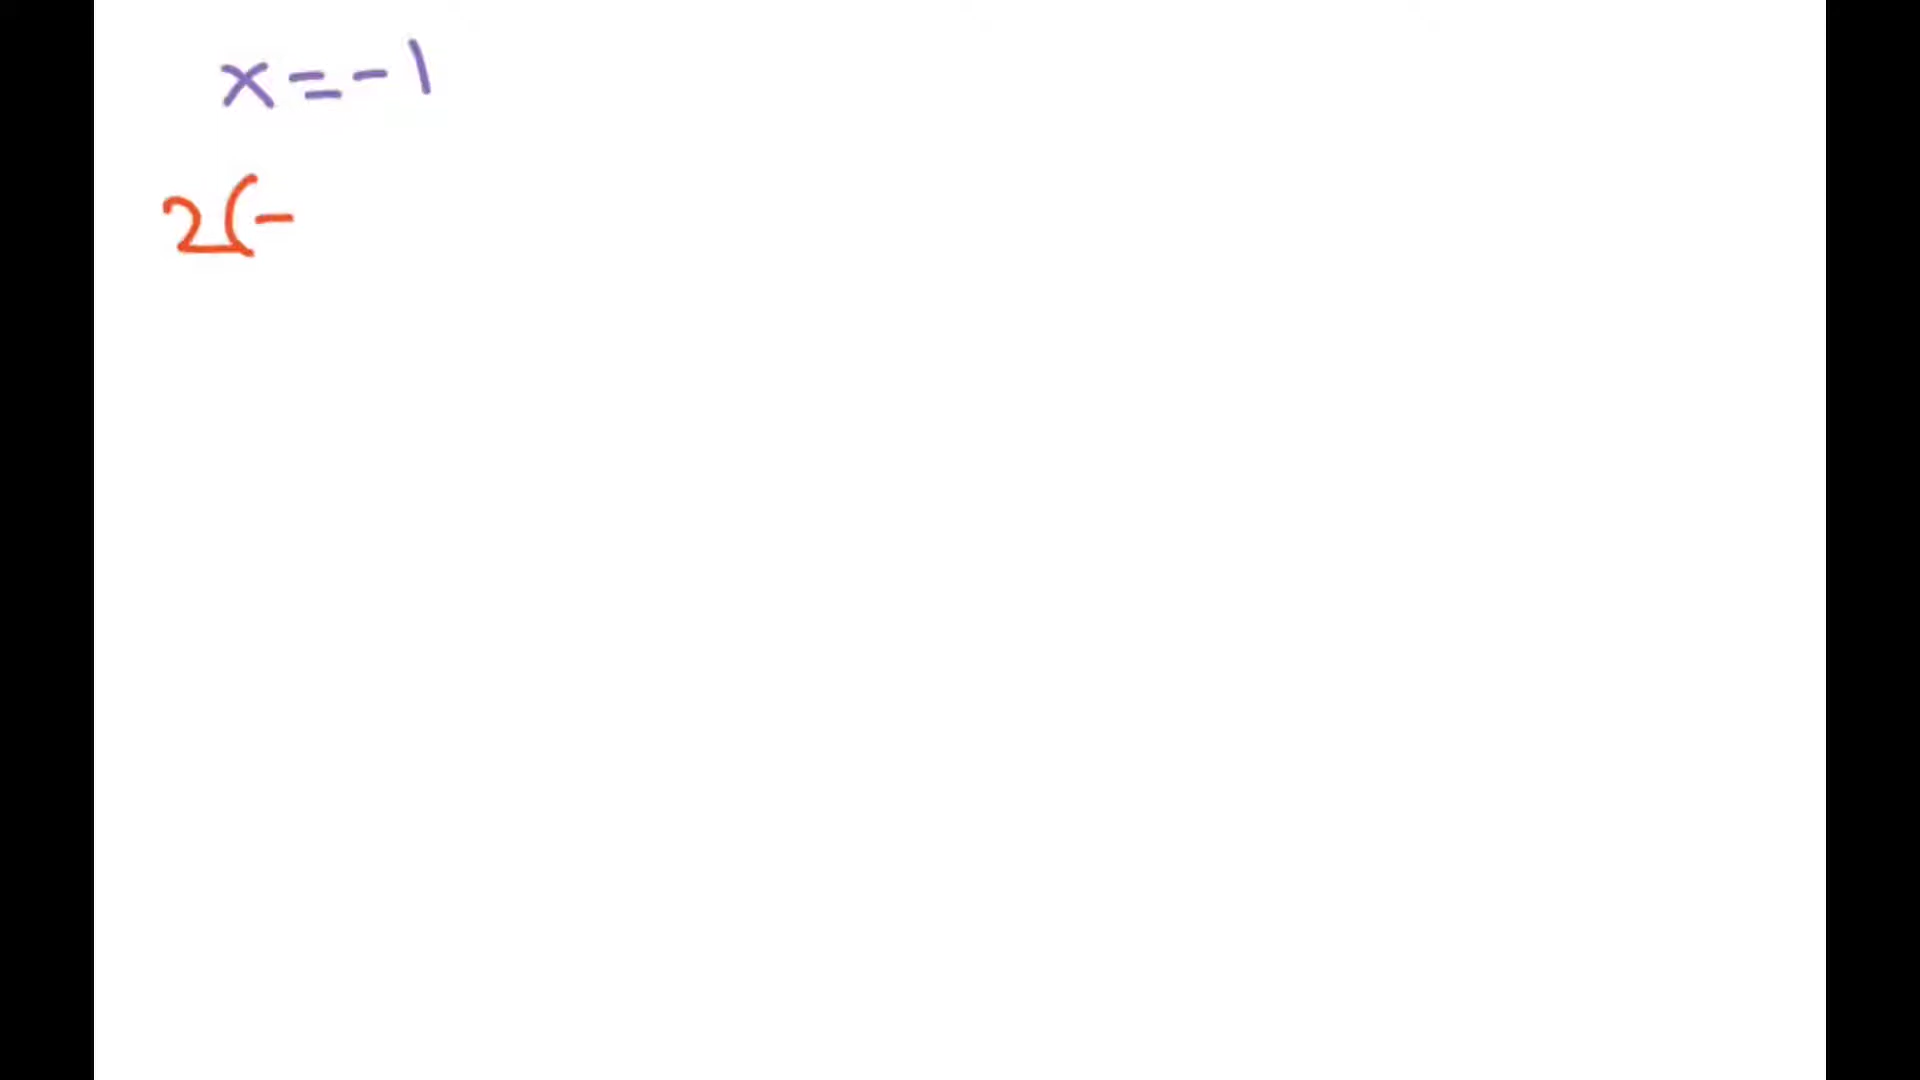 x = -1
2(-